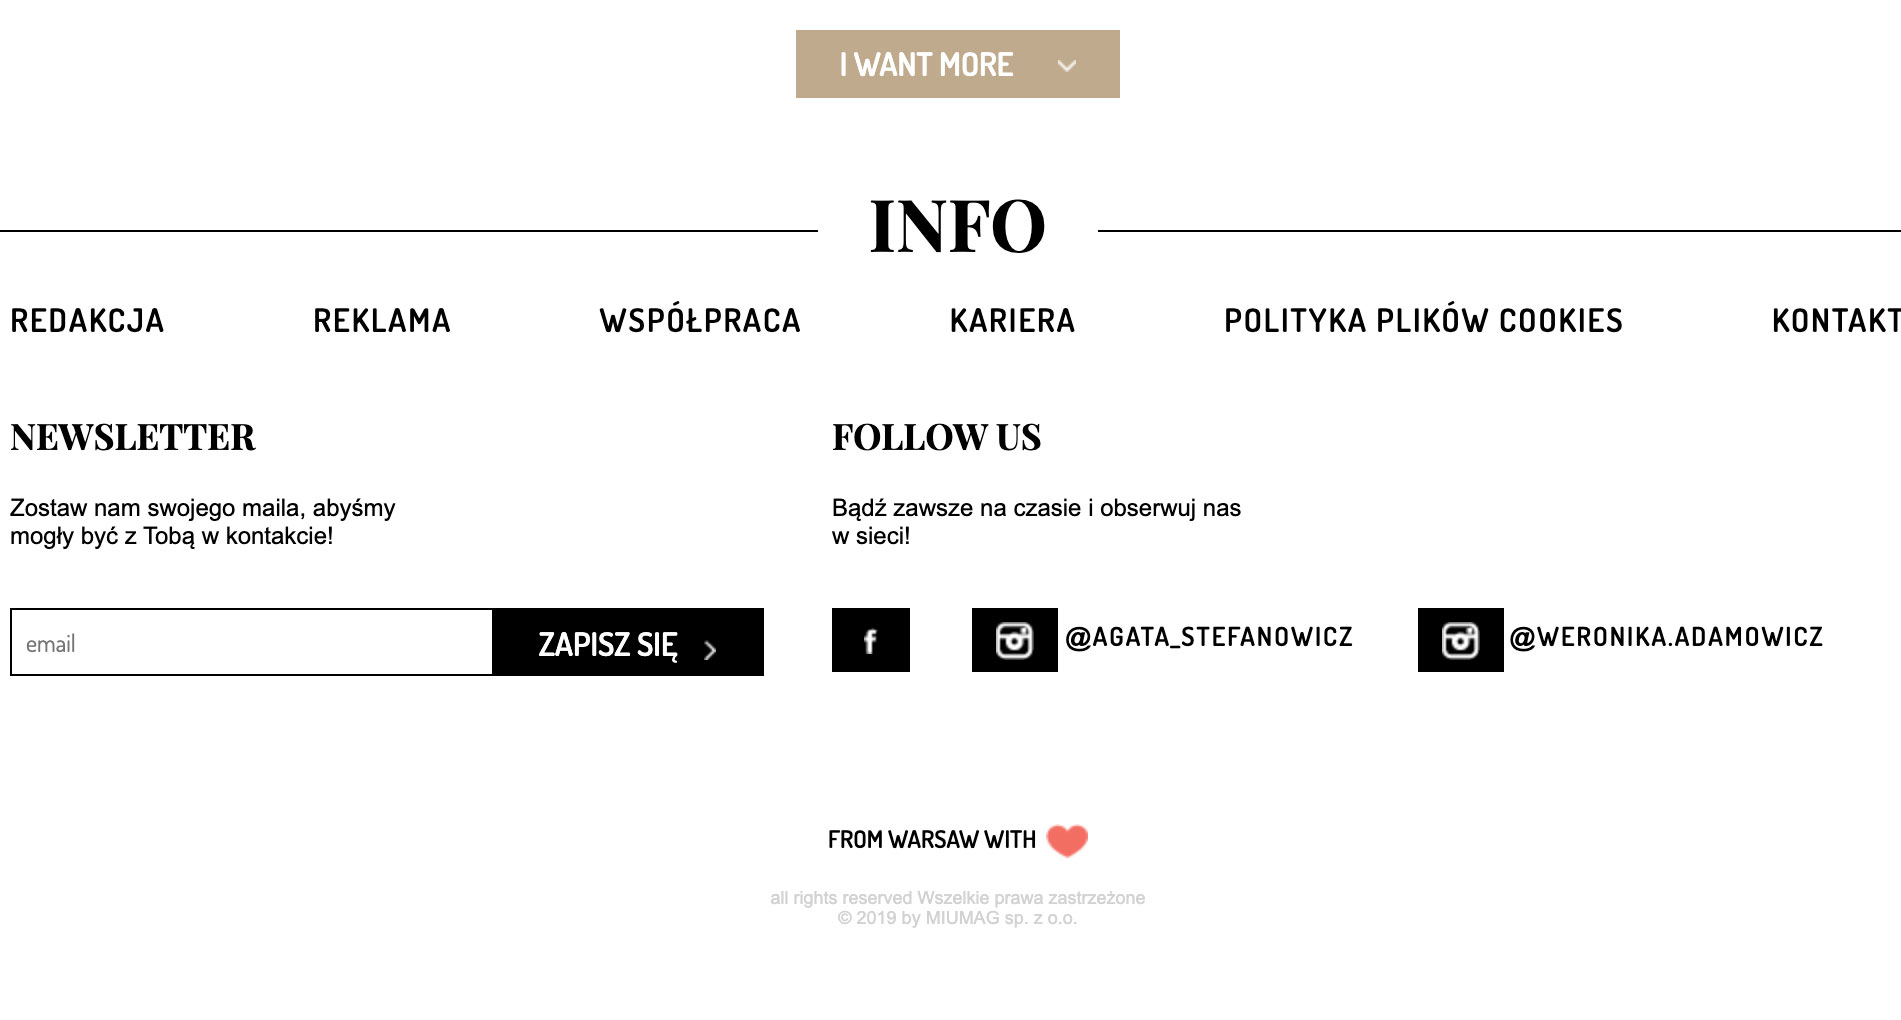 I WANT MORE
INFO
REDAKCJA
REKLAMA
WSPÓŁPRACA
KARIERA
POLITYKA PLIKÓW COOKIES
KONTAKT
NEWSLETTER
Zostaw nam swojego maila, abyśmy
mogły być z Tobą w kontakcie!
email
ZAPISZ SIĘ
FOLLOW US
Bądź zawsze na czasie i obserwuj nas
w sieci!
@AGATA_STEFANOWICZ
@WERONIKA.ADAMOWICZ
FROM WARSAW WITH
all rights reserved Wszelkie prawa zastrzeżone
© 2019 by MIUMAG sp. z o.o.